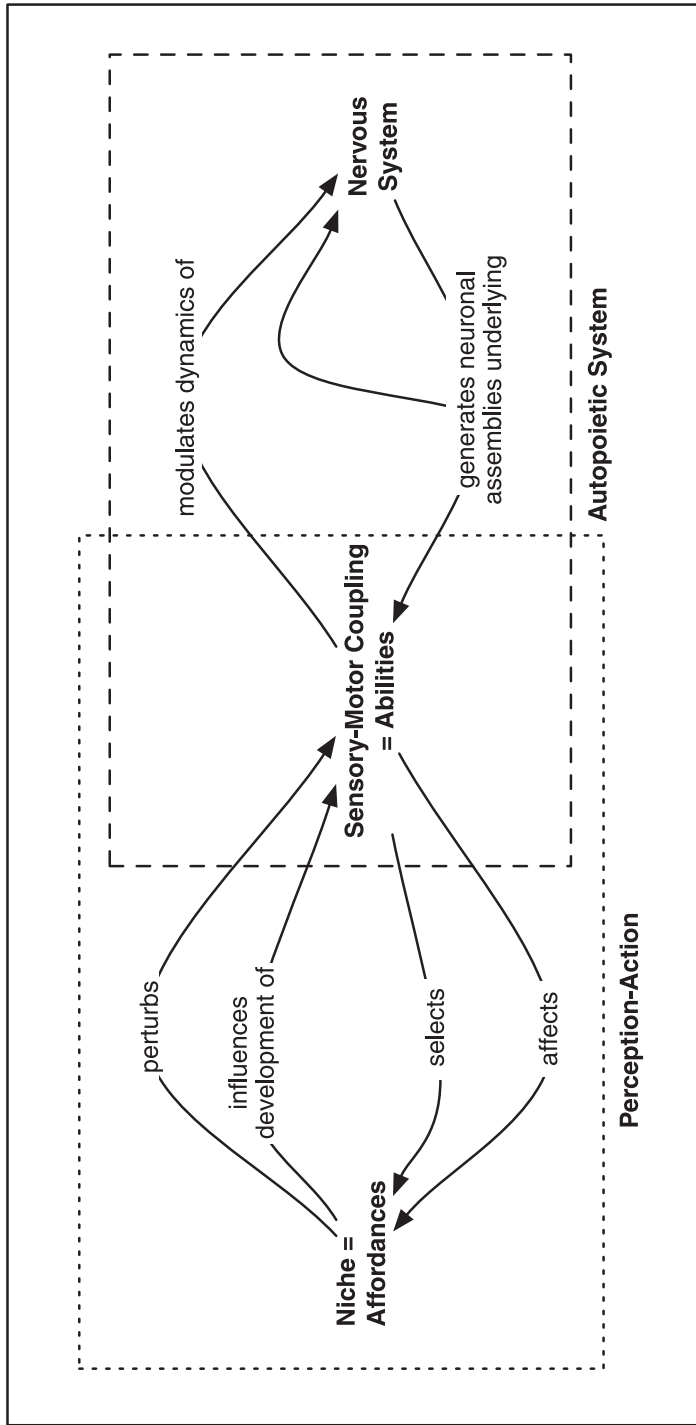 perturbs
influences
development of
modulates dynamics of
Niche =
Affordances
Sensory-Motor Coupling
= Abilities
Nervous
System
selects
affects
generates neuronal
assemblies underlying
Perception-Action
Autopoietic System